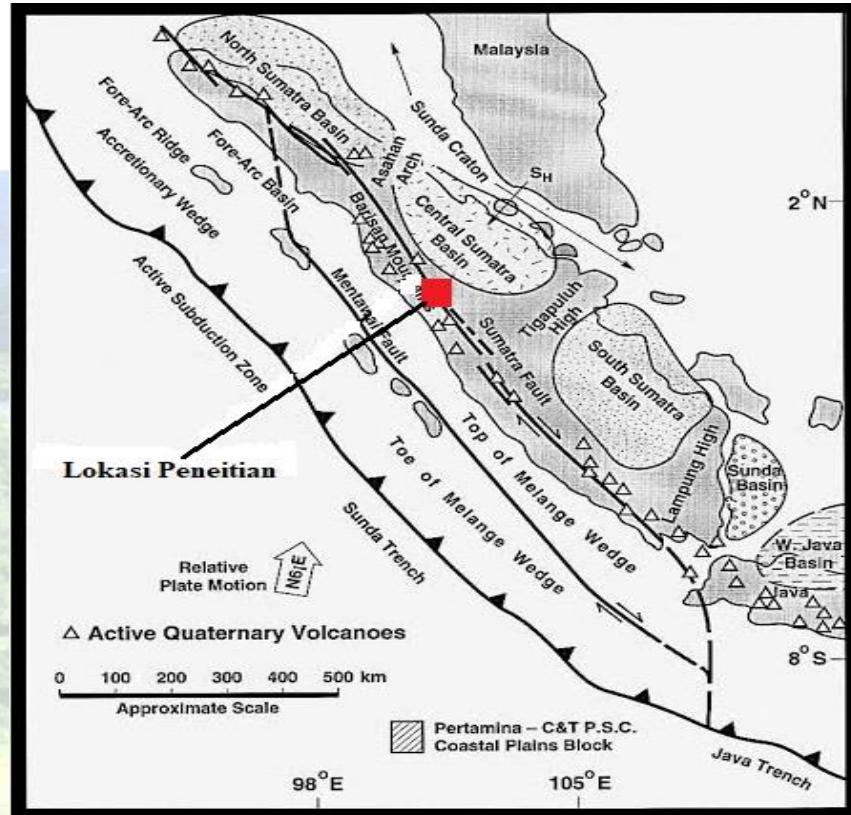 Malaysia
North Sumatra
Basin
Sunda Craton
Fore-Arc Ridge
Accretionary Wedge
Fore-Arc Basin
Asahan
Arch
SH
2°N
Central Sumatra
Basin
Barisan
Active Subduction Zone
Mentawai Fault
Tigapuluh
High
Sumatra Fault
South Sumatra
Basin
Lokasi Peneitian
Top of Melange Wedge
Toe of Melange Wedge
Lampung High
Sunda
Basin
Sunda Trench
W. Java
Basin
Java
Relative
Plate Motion
N6°E
Active Quaternary Volcanoes
8°S
0 100 200 300 400 500 km
Approximate Scale
Pertamina – C&T P.S.C.
Coastal Plains Block
Java Trench
98°E
105°E